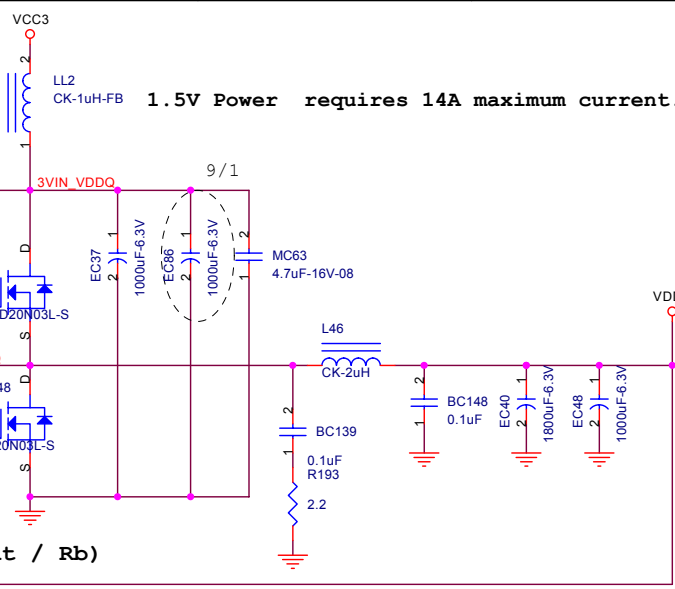 VCC3
2
LL2
CK-1uH-FB
1.5V Power requires 14A maximum current.
1
3VIN_VDDQ
9/1
EC37
1
2
1000uF-6.3V
EC86
1
2
1000uF-6.3V
2
1
MC63
4.7uF-16V-08
D
D20N03L-S
S
L46
CK-2uH
48
D
20N03L-S
S
2
1
BC148
0.1uF
EC40
1
2
1800uF-6.3V
EC48
1
2
1000uF-6.3V
2
1
BC139
0.1uF
R193
2.2
t / Rb)